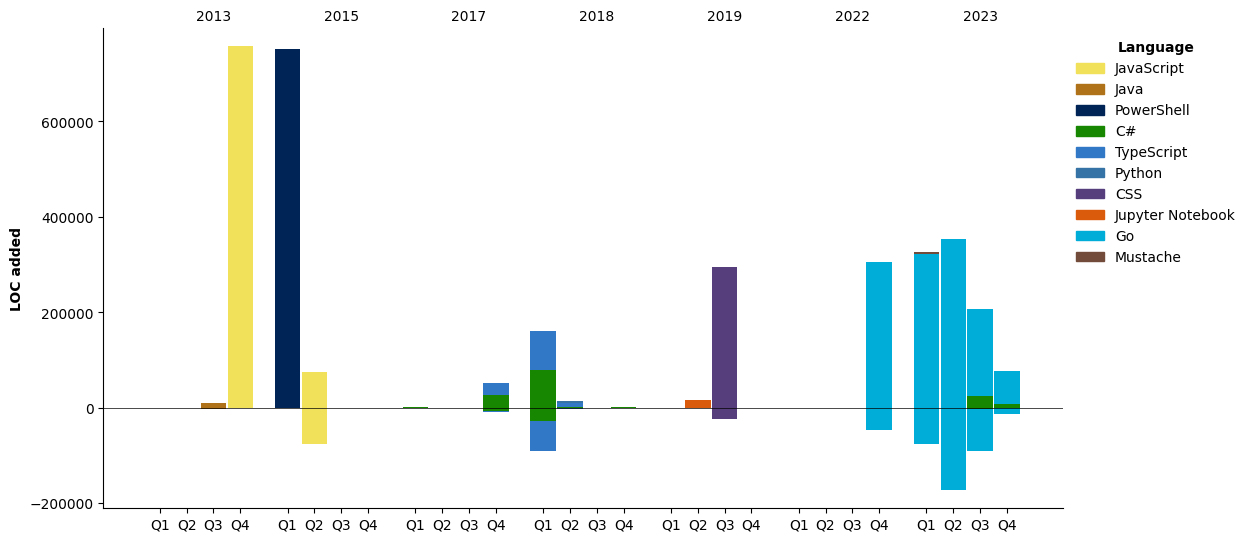 2013 2015 2017 2018 2019 2022 2023
Language
JavaScript
Java
PowerShell
C#
TypeScript
Python
CSS
Jupyter Notebook
Go
Mustache
LOC added
600000
400000
200000
0
−200000
Q1 Q2 Q3 Q4 Q1 Q2 Q3 Q4 Q1 Q2 Q3 Q4 Q1 Q2 Q3 Q4 Q1 Q2 Q3 Q4 Q1 Q2 Q3 Q4 Q1 Q2 Q3 Q4